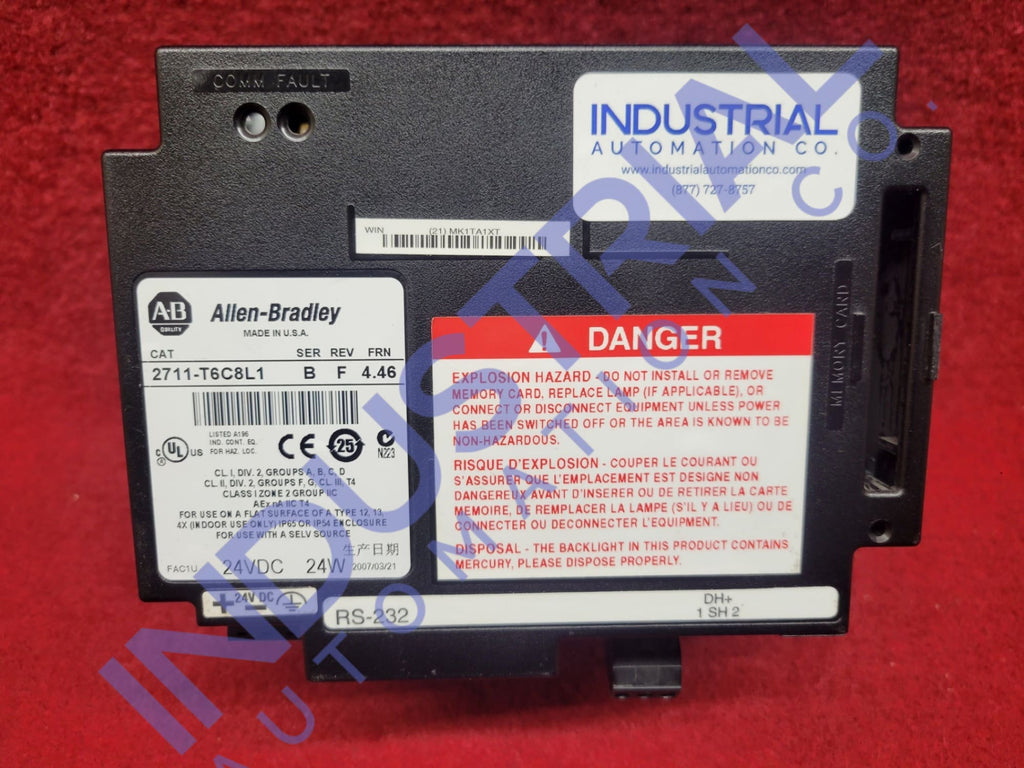 COMM FAULT
INDUSTRIAL
AUTOMATION CO.
www.industrialautomationco.com
(877) 727-8757
WIN
(21) MK1TA1XT
A-B
QUALITY
Allen-Bradley
MADE IN U.S.A.
CAT SER REV FRN
2711-T6C8L1 B F 4.46
LISTED A196
IND. CONT. EQ.
FOR HAZ. LOC.
c UL US
®
CE
25
N223
CL. I, DIV. 2, GROUPS A, B, C, D
CL. II, DIV. 2, GROUPS F, G, CL. III, T4
CLASS I ZONE 2 GROUP IIC
AEx nA IIC T4
FOR USE ON A FLAT SURFACE OF A TYPE 12, 13,
4X (INDOOR USE ONLY) IP65 OR IP54 ENCLOSURE
FOR USE WITH A SELV SOURCE
生产日期
FAC1U 24VDC 24W 2007/03/21
DANGER
EXPLOSION HAZARD - DO NOT INSTALL OR REMOVE
MEMORY CARD, REPLACE LAMP (IF APPLICABLE), OR
CONNECT OR DISCONNECT EQUIPMENT UNLESS POWER
HAS BEEN SWITCHED OFF OR THE AREA IS KNOWN TO BE
NON-HAZARDOUS.
RISQUE D'EXPLOSION - COUPER LE COURANT OU
S'ASSURER QUE L'EMPLACEMENT EST DESIGNE NON
DANGEREUX AVANT D'INSERER OU DE RETIRER LA CARTE
MEMOIRE, DE REMPLACER LA LAMPE (S'IL Y A LIEU) OU DE
CONNECTER OU DECONNECTER L'EQUIPMENT.
DISPOSAL - THE BACKLIGHT IN THIS PRODUCT CONTAINS
MERCURY, PLEASE DISPOSE PROPERLY.
MEMORY CARD
+ 24V DC -
RS-232
DH+
1 SH 2
INDUSTRIAL
AUTOMATION CO.